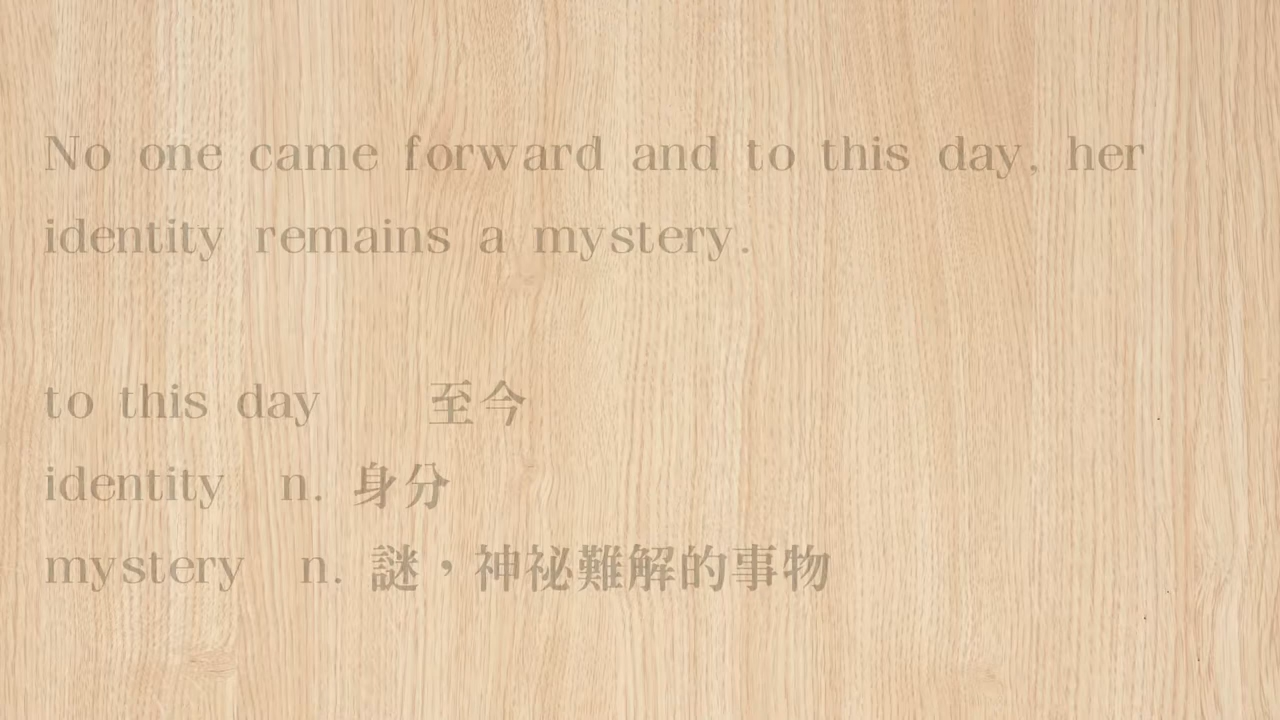 No one came forward and to this day, her
identity remains a mystery.
to this day 至今
identity n. 身分
mystery n. 謎，神祕難解的事物